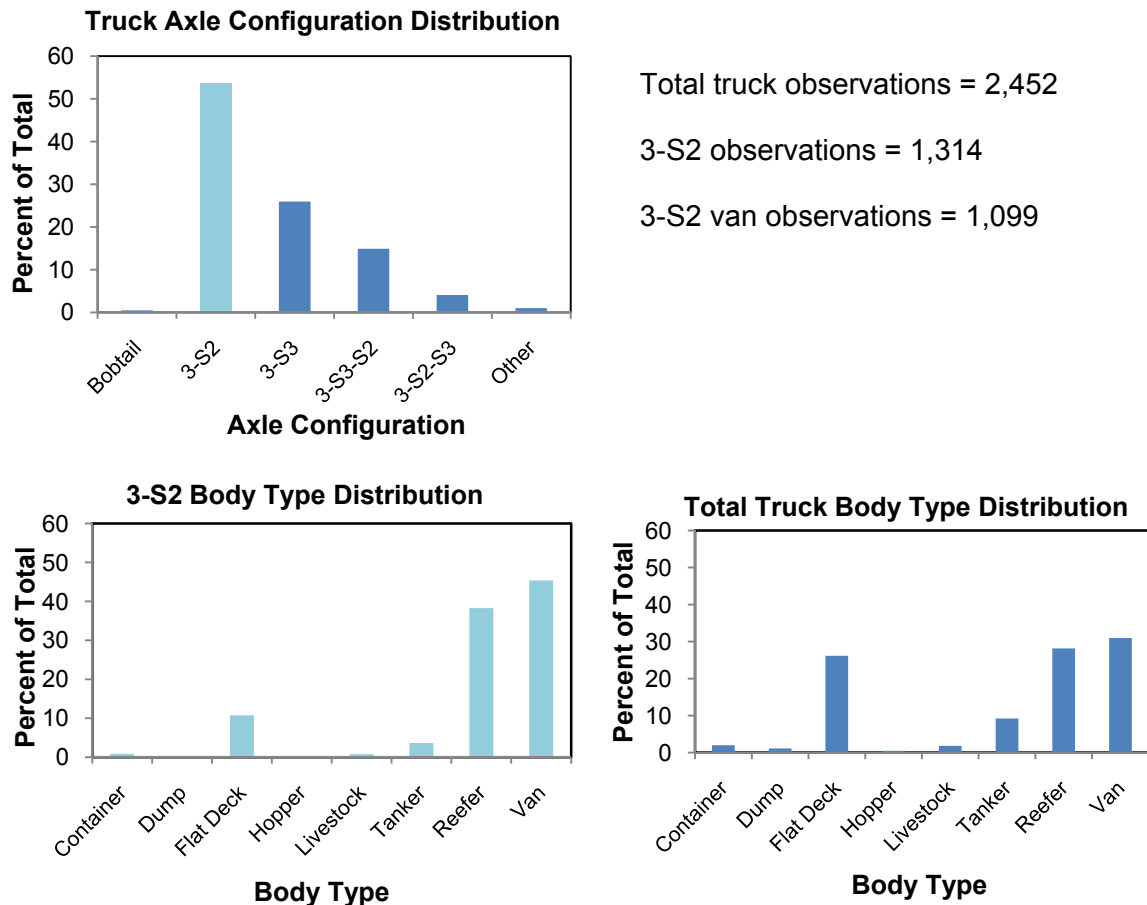 Truck Axle Configuration Distribution
Percent of Total
60
50
40
30
20
10
0
Bobtail
3-S2
3-S3
3-S3-S2
3-S2-S3
Other
Axle Configuration
Total truck observations = 2,452
3-S2 observations = 1,314
3-S2 van observations = 1,099
3-S2 Body Type Distribution
Percent of Total
60
50
40
30
20
10
0
Container
Dump
Flat Deck
Hopper
Livestock
Tanker
Reefer
Van
Body Type
Total Truck Body Type Distribution
Percent of Total
60
50
40
30
20
10
0
Container
Dump
Flat Deck
Hopper
Livestock
Tanker
Reefer
Van
Body Type